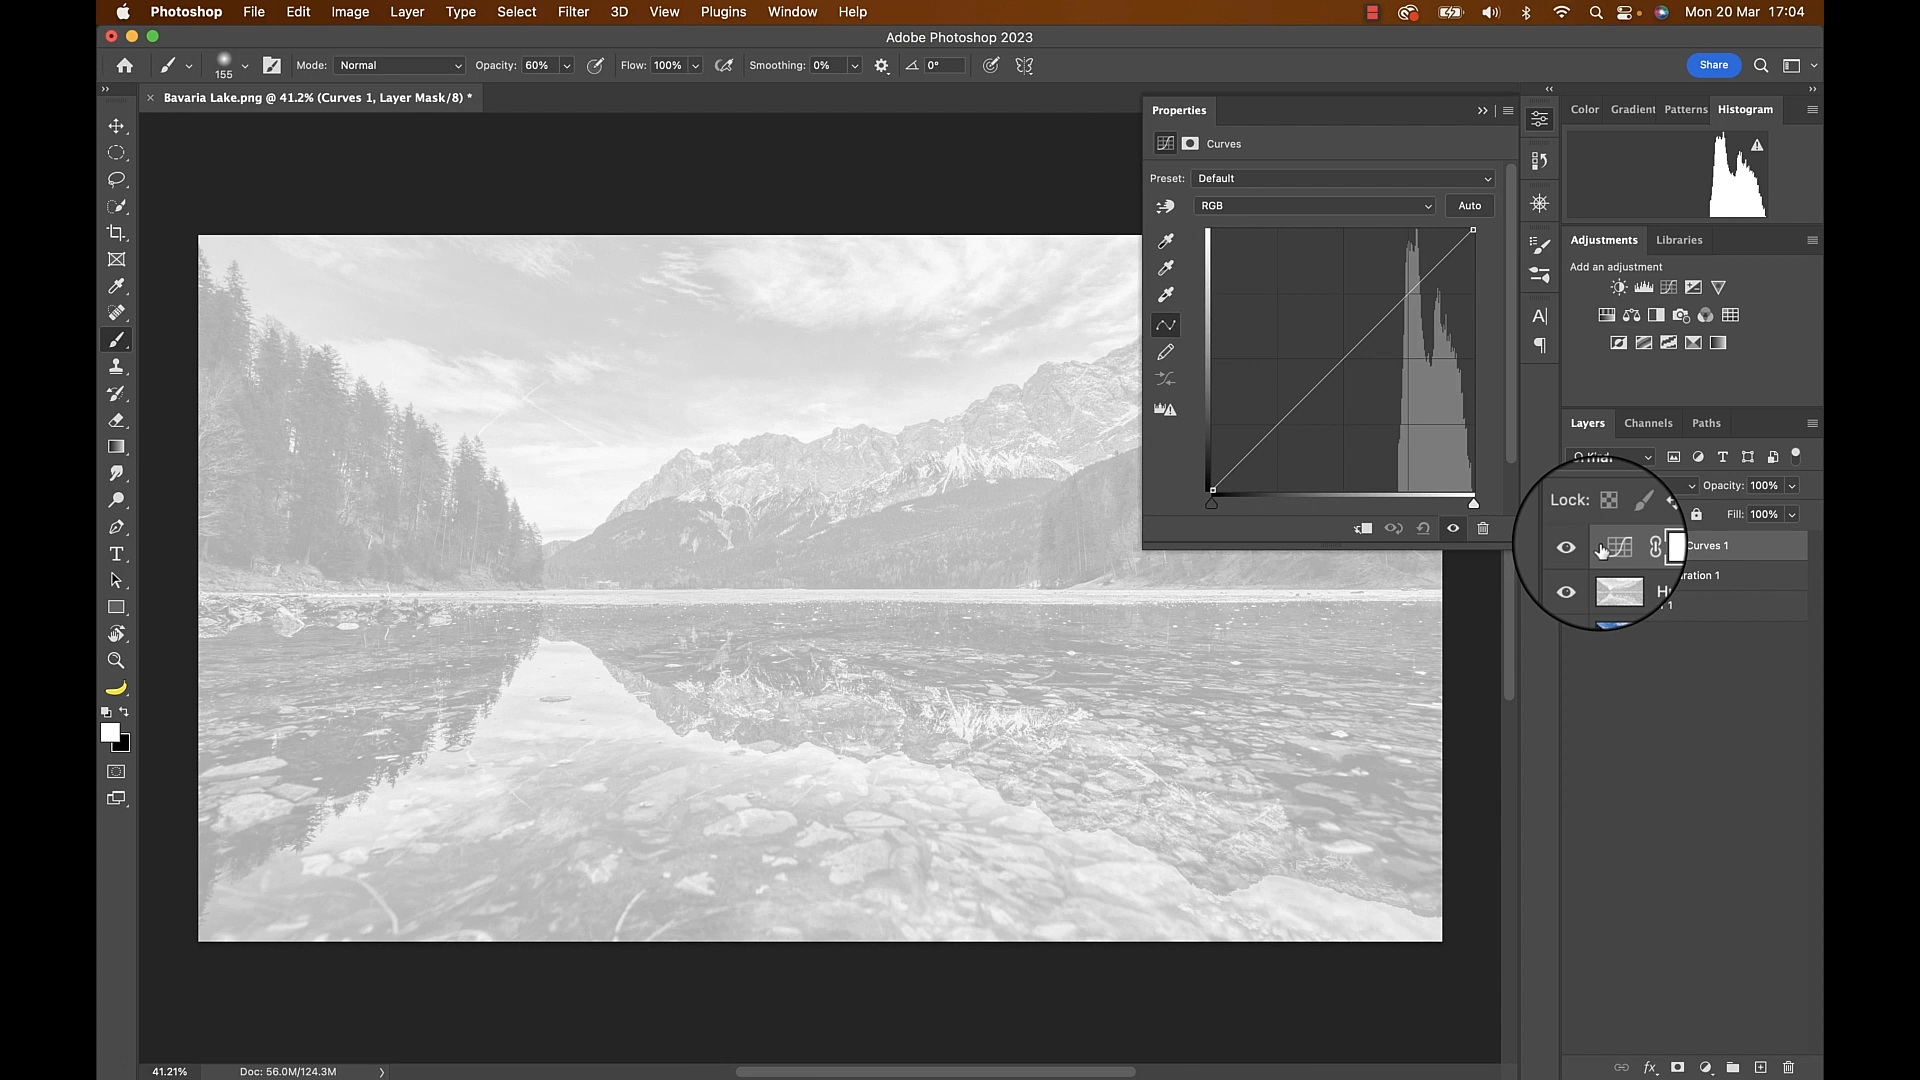 Photoshop File Edit Image Layer Type Select Filter 3D View Plugins Window Help Mon 20 Mar 17:04
Adobe Photoshop 2023
155 Mode: Normal Opacity: 60% Flow: 100% Smoothing: 0% 0° Share
Bavaria Lake.png @ 41.2% (Curves 1, Layer Mask/8) *
Properties
Curves
Preset: Default
RGB Auto
Color Gradient Patterns Histogram
Adjustments Libraries
Add an adjustment
Layers Channels Paths
Opacity: 100%
Lock: Fill: 100%
Curves 1
ration 1
1
41.21% Doc: 56.0M/124.3M